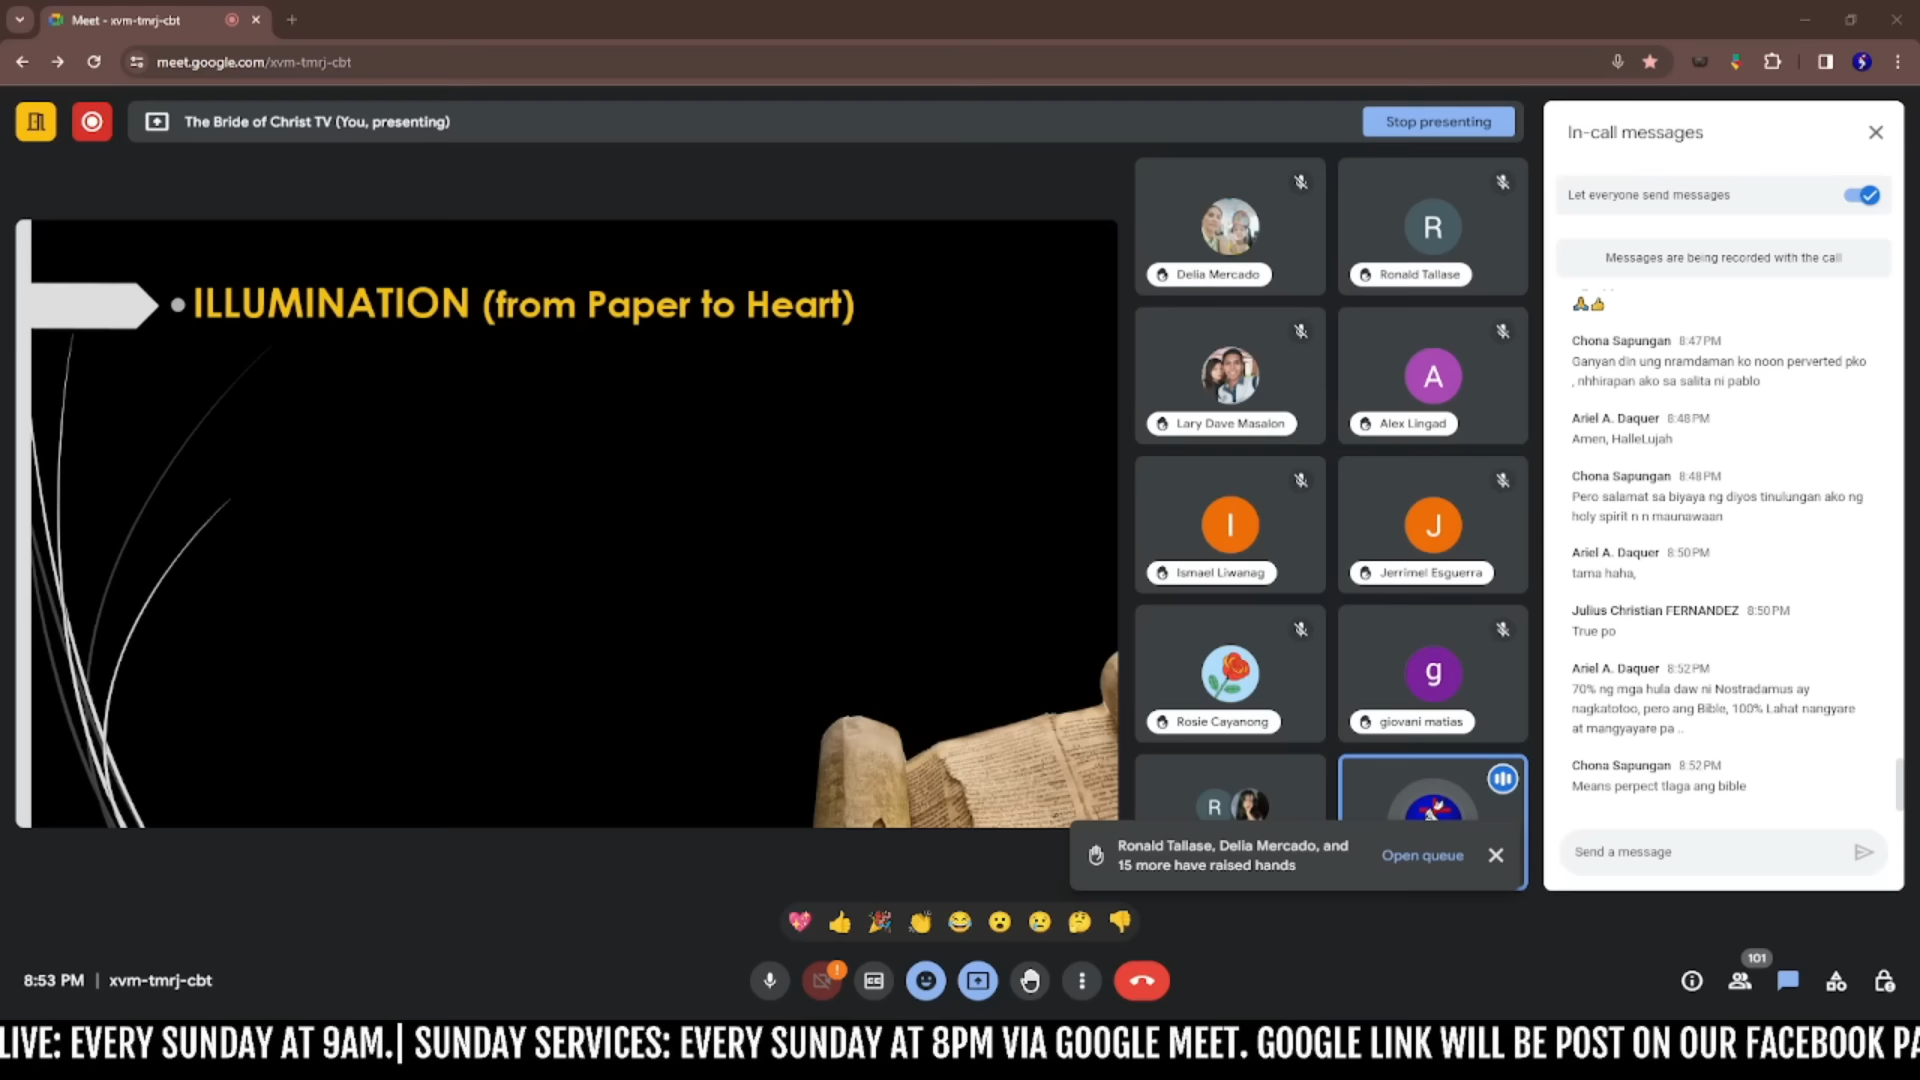 Meet - xvm-tmrj-cbt
meet.google.com/xvm-tmrj-cbt
The Bride of Christ TV (You, presenting)
Stop presenting
• ILLUMINATION (from Paper to Heart)
Delia Mercado
R
Ronald Tallase
Lary Dave Masalon
A
Alex Lingad
I
Ismael Liwanag
J
Jerrimel Esguerra
Rosie Cayanong
g
giovani matias
R
Ronald Tallase, Delia Mercado, and
15 more have raised hands
Open queue
In-call messages
Let everyone send messages
Messages are being recorded with the call
🙏👍
Chona Sapungan 8:47 PM
Ganyan din ung nramdaman ko noon perverted pko
, nhhirapan ako sa salita ni pablo
Ariel A. Daquer 8:48 PM
Amen, HalleLujah
Chona Sapungan 8:48 PM
Pero salamat sa biyaya ng diyos tinulungan ako ng
holy spirit n n maunawaan
Ariel A. Daquer 8:50 PM
tama haha,
Julius Christian FERNANDEZ 8:50 PM
True po
Ariel A. Daquer 8:52 PM
70% ng mga hula daw ni Nostradamus ay
nagkatotoo, pero ang Bible, 100% Lahat nangyare
at mangyayare pa ..
Chona Sapungan 8:52 PM
Means perpect tlaga ang bible
Send a message
8:53 PM | xvm-tmrj-cbt
101
LIVE: EVERY SUNDAY AT 9AM.| SUNDAY SERVICES: EVERY SUNDAY AT 8PM VIA GOOGLE MEET. GOOGLE LINK WILL BE POST ON OUR FACEBOOK PA